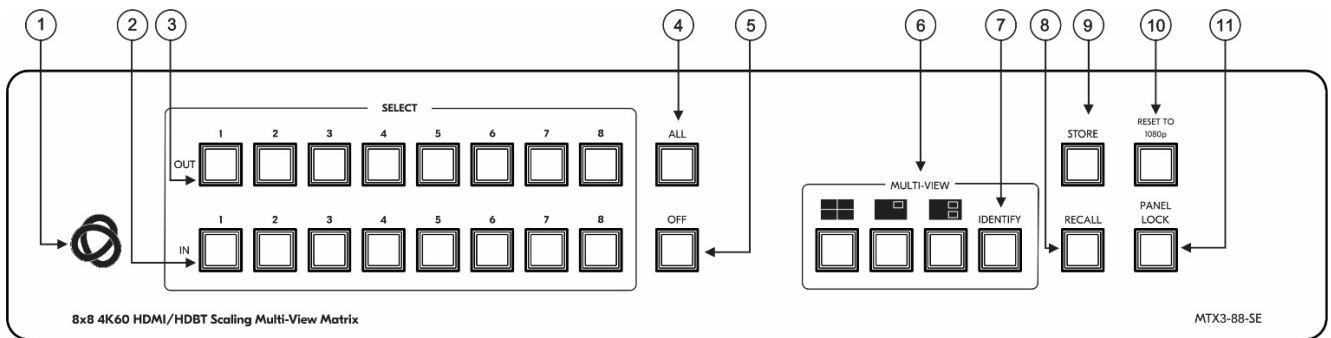 1 2 3 4 5 6 7 8 9 10 11
SELECT
1 2 3 4 5 6 7 8
OUT
ALL
STORE
RESET TO
1080p
MULTI-VIEW
1 2 3 4 5 6 7 8
IN
OFF
IDENTIFY
RECALL
PANEL
LOCK
8x8 4K60 HDMI/HDBT Scaling Multi-View Matrix
MTX3-88-SE